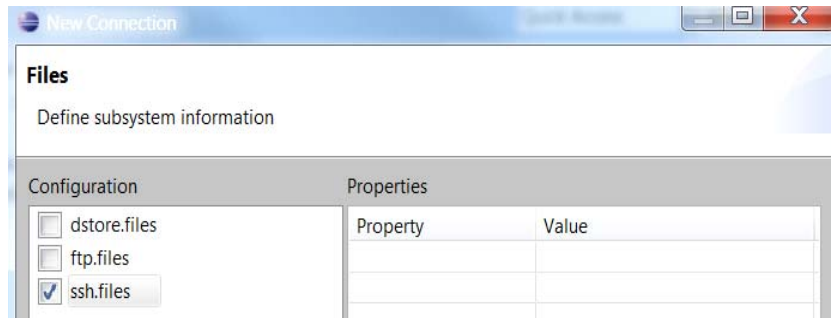 New Connection
Quick Access
Files
Define subsystem information
Configuration
Properties
dstore.files
Property Value
ftp.files
ssh.files